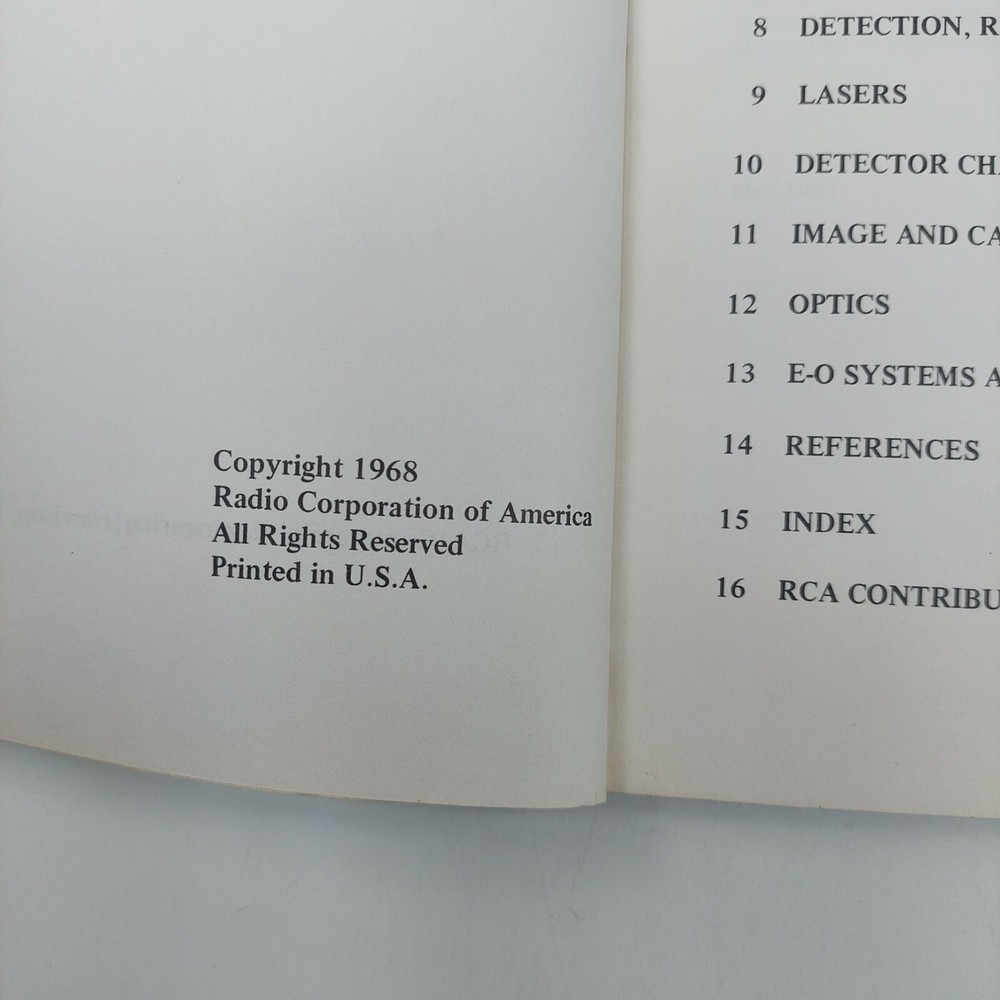 Copyright 1968
Radio Corporation of America
All Rights Reserved
Printed in U.S.A.
8 DETECTION, R
9 LASERS
10 DETECTOR CHA
11 IMAGE AND CA
12 OPTICS
13 E-O SYSTEMS A
14 REFERENCES
15 INDEX
16 RCA CONTRIBU